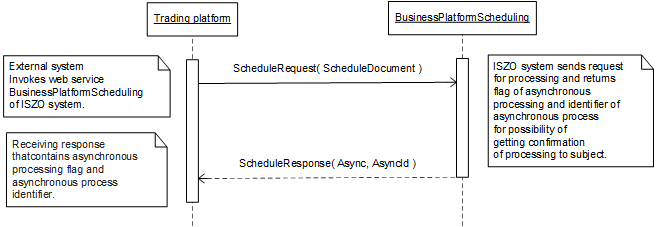 Trading platform
BusinessPlatformScheduling
External system
Invokes web service
BusinessPlatformScheduling
of ISZO system.
ScheduleRequest( ScheduleDocument )
ISZO system sends request
for processing and returns
flag of asynchronous
processing and identifier of
asynchronous process
for possibility of
getting confirmation
of processing to subject.
Receiving response
thatcontains asynchronous
processing flag and
asynchronous process
identifier.
ScheduleResponse( Async, AsyncId )